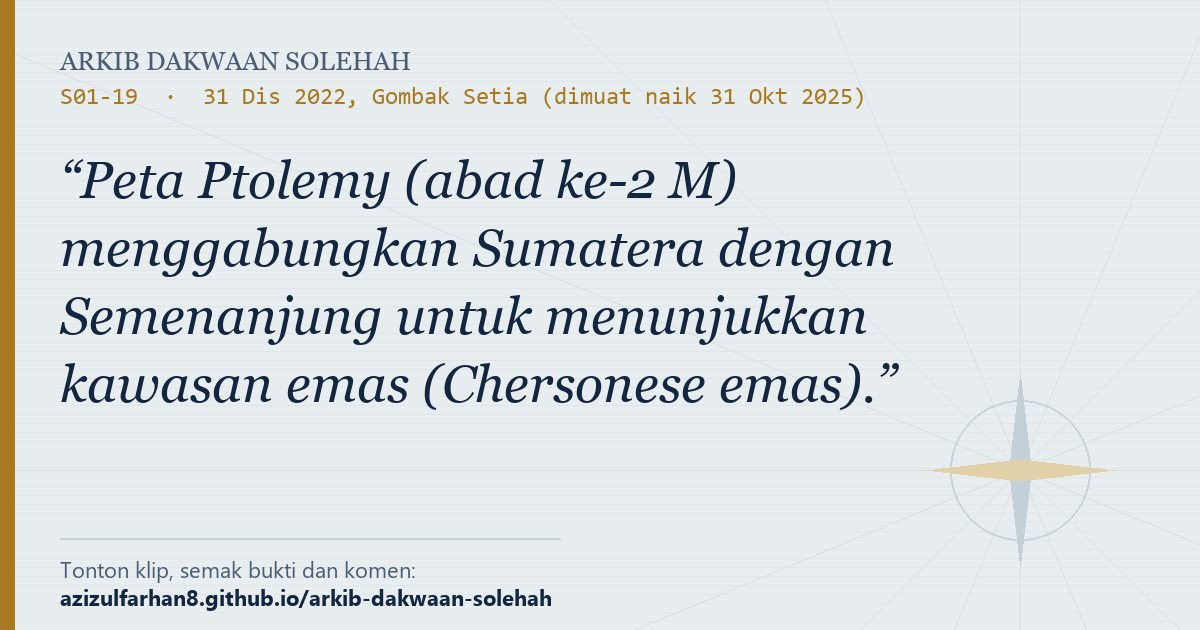 ARKIB DAKWAAN SOLEHAH
S01-19 · 31 Dis 2022, Gombak Setia (dimuat naik 31 Okt 2025)
“Peta Ptolemy (abad ke-2 M)
menggabungkan Sumatera dengan
Semenanjung untuk menunjukkan
kawasan emas (Chersonese emas).”
Tonton klip, semak bukti dan komen:
azizulfarhan8.github.io/arkib-dakwaan-solehah